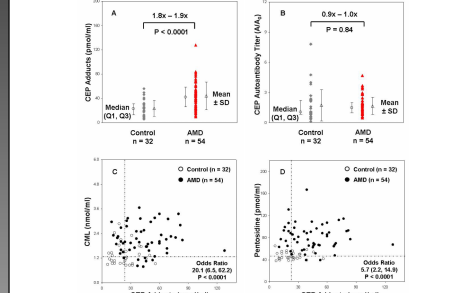 A
1.8x – 1.9x
P < 0.0001
CEP Adducts (pmol/ml)
Median
(Q1, Q3)
Mean
± SD
Control
n = 32
AMD
n = 54
B
0.9x – 1.0x
P = 0.84
CEP Autoantibody Titer (A/A₀)
Median
(Q1, Q3)
Mean
± SD
Control
n = 32
AMD
n = 54
C
○ Control (n = 32)
● AMD (n = 54)
CML (nmol/ml)
Odds Ratio
20.1 (6.5, 62.2)
P < 0.0001
D
○ Control (n = 32)
● AMD (n = 54)
Pentosidine (pmol/ml)
Odds Ratio
5.7 (2.2, 14.9)
P < 0.0001